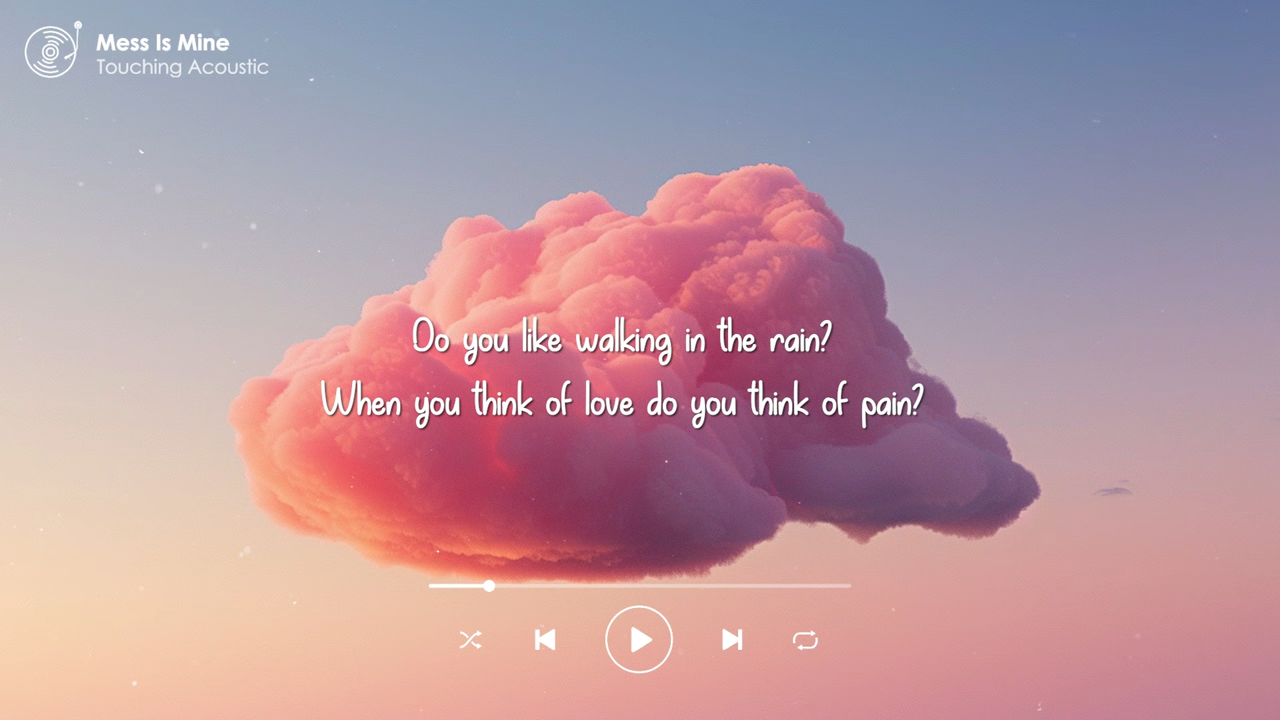 Mess Is Mine
Touching Acoustic
Do you like walking in the rain?
When you think of love do you think of pain?